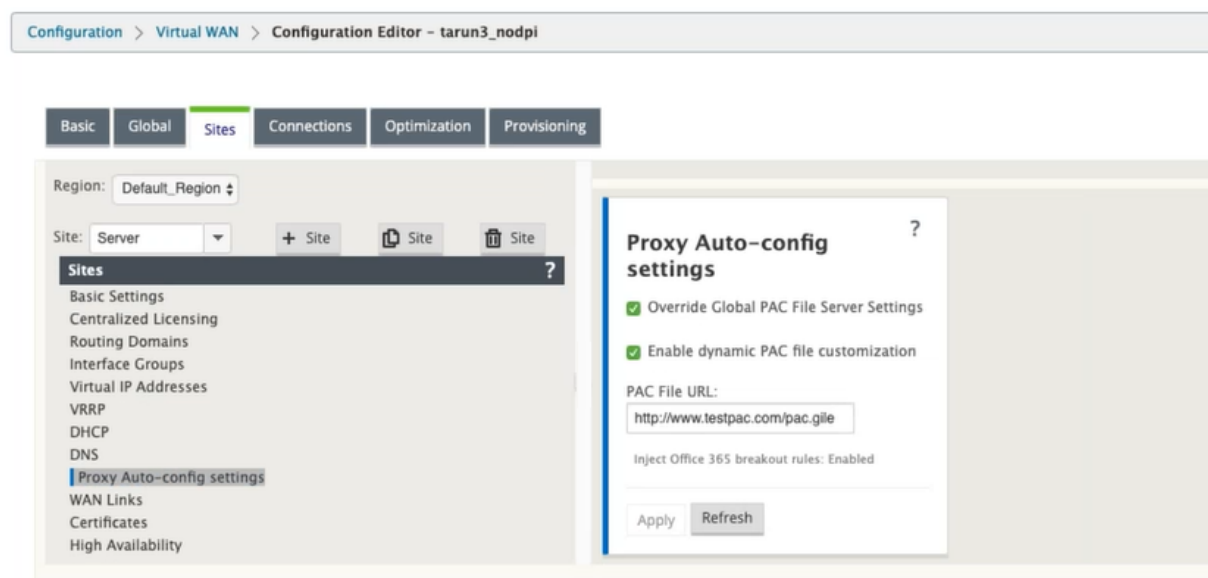 Configuration > Virtual WAN > Configuration Editor – tarun3_nodpi
Basic Global Sites Connections Optimization Provisioning
Region: Default_Region
Site: Server + Site Site Site
Sites ?
Basic Settings
Centralized Licensing
Routing Domains
Interface Groups
Virtual IP Addresses
VRRP
DHCP
DNS
Proxy Auto-config settings
WAN Links
Certificates
High Availability
Proxy Auto-config ?
settings
Override Global PAC File Server Settings
Enable dynamic PAC file customization
PAC File URL:
http://www.testpac.com/pac.gile
Inject Office 365 breakout rules: Enabled
Apply Refresh